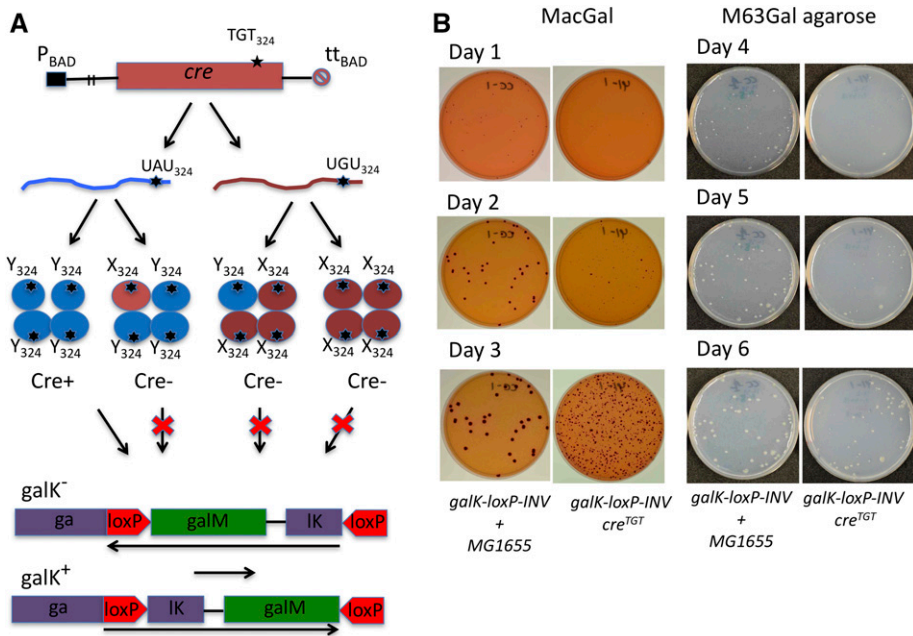 A
P_BAD
TGT_324
cre
tt_BAD
UAU_324
UGU_324
Y_324 Y_324 X_324 Y_324 Y_324 X_324 X_324 X_324
Y_324 Y_324 Y_324 Y_324 X_324 X_324 X_324 X_324
Cre+ Cre- Cre- Cre-
galK^-
ga loxP galM lK loxP
galK^+
ga loxP lK galM loxP
B
MacGal M63Gal agarose
Day 1 Day 4
Day 2 Day 5
Day 3 Day 6
galK-loxP-INV
+
MG1655
galK-loxP-INV
cre^TGT
galK-loxP-INV
+
MG1655
galK-loxP-INV
cre^TGT